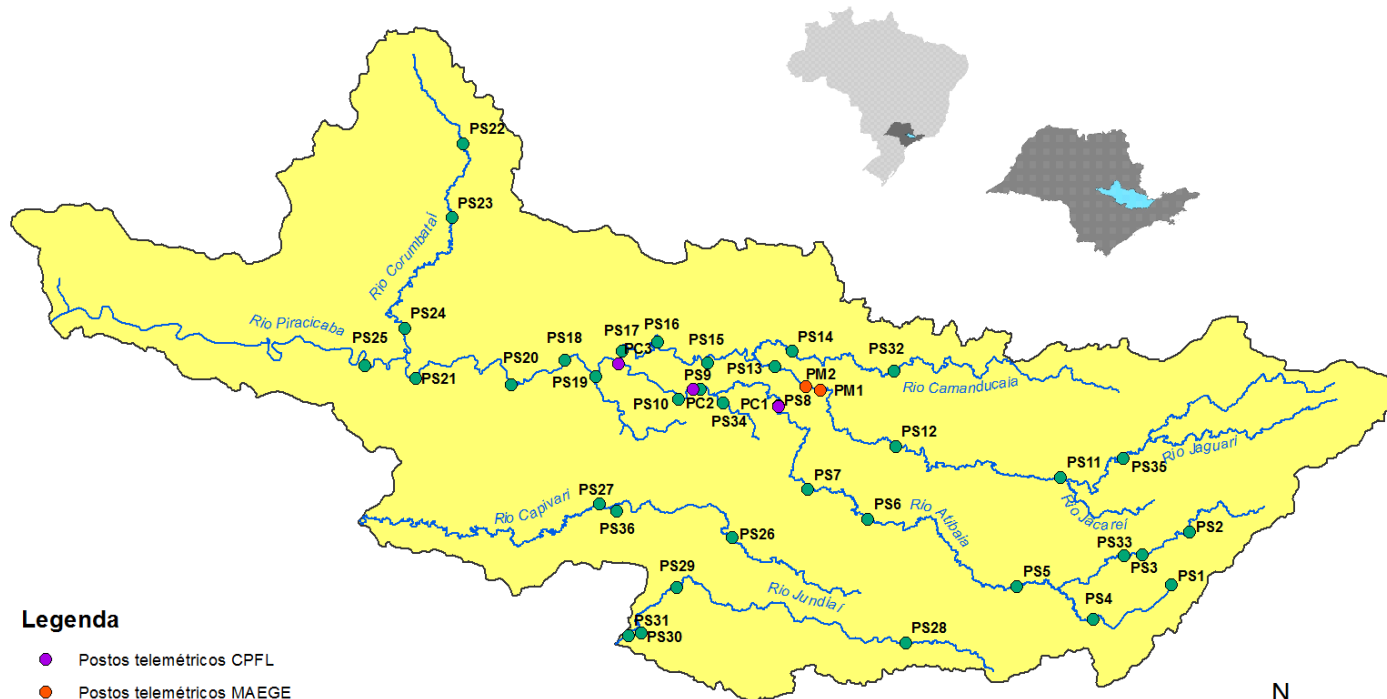 PS22
PS23
Rio Corumbataí
PS24
Rio Piracicaba
PS25
PS21
PS20
PS18
PS19
PS17
PC3
PS16
PS15
PS14
PS13
PS32
Rio Camanducaia
PS9
PM2
PM1
PS10
PC2
PS34
PC1
PS8
PS12
PS11
PS35
Rio Jaguari
Rio Jacareí
PS7
PS6
Rio Atibaia
PS27
Rio Capivari
PS36
PS26
PS2
PS33
PS3
PS1
PS5
PS4
PS29
Rio Jundiaí
PS31
PS30
PS28
Legenda
Postos telemétricos CPFL
Postos telemétricos MAEGE
N